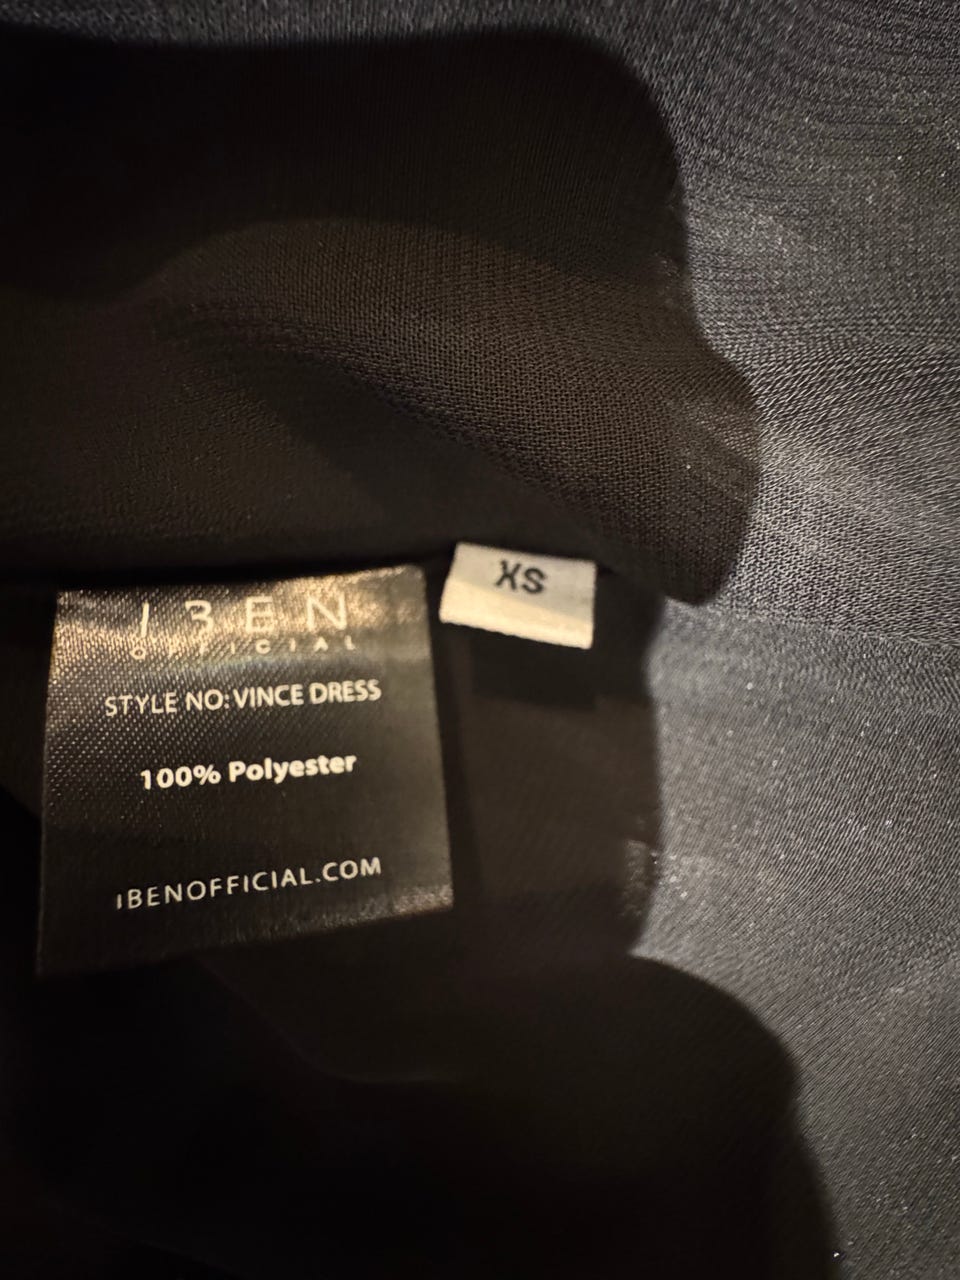 IBEN
OFFICIAL
XS
STYLE NO: VINCE DRESS
100% Polyester
IBENOFFICIAL.COM